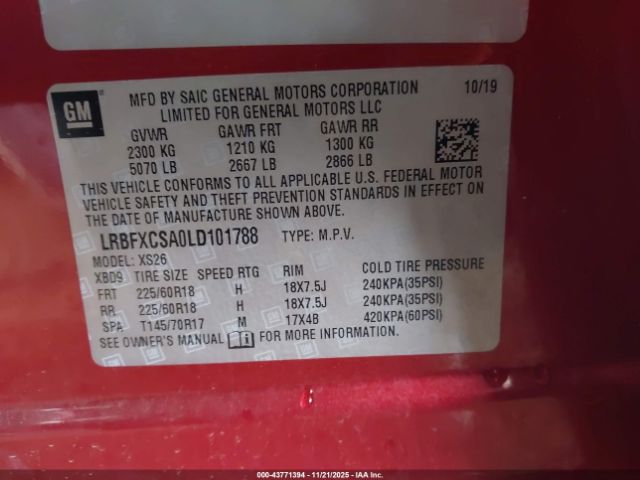 GM
MFD BY SAIC GENERAL MOTORS CORPORATION 10/19
LIMITED FOR GENERAL MOTORS LLC
GVWR GAWR FRT GAWR RR
2300 KG 1210 KG 1300 KG
5070 LB 2667 LB 2866 LB
THIS VEHICLE CONFORMS TO ALL APPLICABLE U.S. FEDERAL MOTOR
VEHICLE SAFETY AND THEFT PREVENTION STANDARDS IN EFFECT ON
THE DATE OF MANUFACTURE SHOWN ABOVE.
LRBFXCSA0LD101788 TYPE: M.P.V.
MODEL: XS26
XBD9 TIRE SIZE SPEED RTG RIM COLD TIRE PRESSURE
FRT 225/60R18 H 18X7.5J 240KPA(35PSI)
RR 225/60R18 H 18X7.5J 240KPA(35PSI)
SPA T145/70R17 M 17X4B 420KPA(60PSI)
SEE OWNER'S MANUAL FOR MORE INFORMATION.
000-43771394 - 11/21/2025 - IAA Inc.